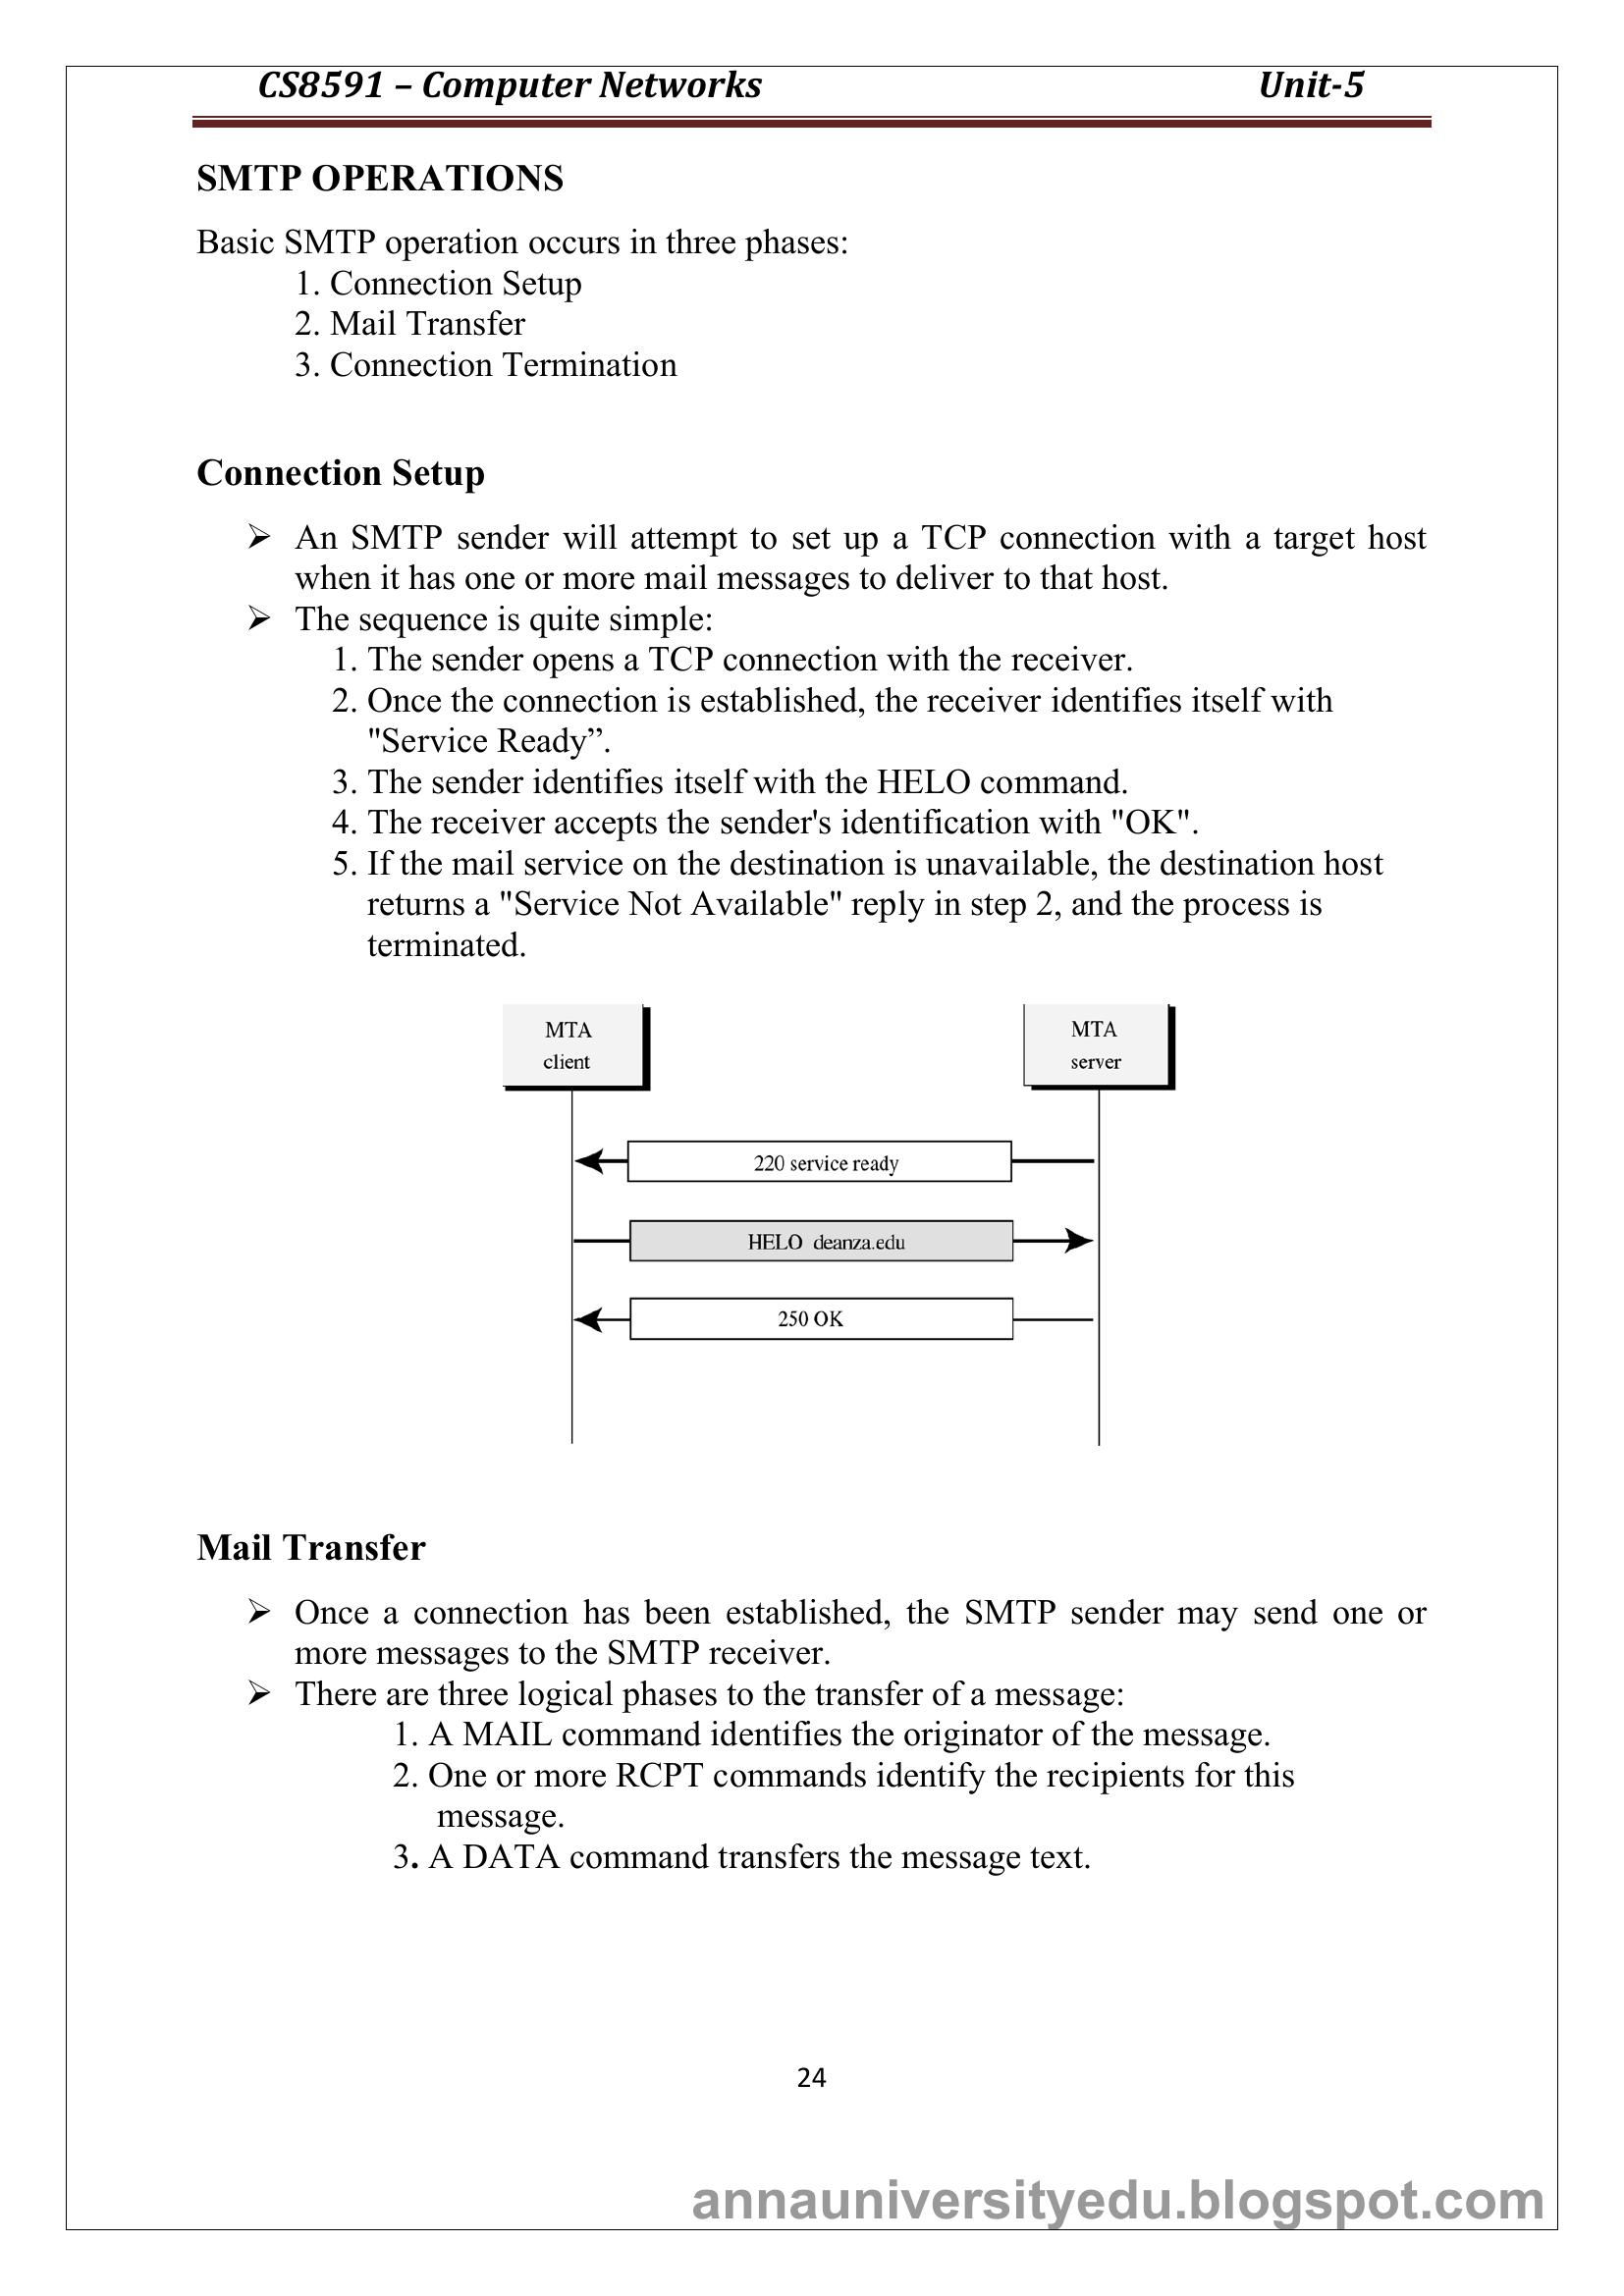 CS8591 – Computer Networks Unit-5
SMTP OPERATIONS
Basic SMTP operation occurs in three phases:
1. Connection Setup
2. Mail Transfer
3. Connection Termination
Connection Setup
➢ An SMTP sender will attempt to set up a TCP connection with a target host
when it has one or more mail messages to deliver to that host.
➢ The sequence is quite simple:
1. The sender opens a TCP connection with the receiver.
2. Once the connection is established, the receiver identifies itself with
"Service Ready”.
3. The sender identifies itself with the HELO command.
4. The receiver accepts the sender's identification with "OK".
5. If the mail service on the destination is unavailable, the destination host
returns a "Service Not Available" reply in step 2, and the process is
terminated.
MTA
client
MTA
server
220 service ready
HELO deanza.edu
250 OK
Mail Transfer
➢ Once a connection has been established, the SMTP sender may send one or
more messages to the SMTP receiver.
➢ There are three logical phases to the transfer of a message:
1. A MAIL command identifies the originator of the message.
2. One or more RCPT commands identify the recipients for this
message.
3. A DATA command transfers the message text.
24
annauniversityedu.blogspot.com